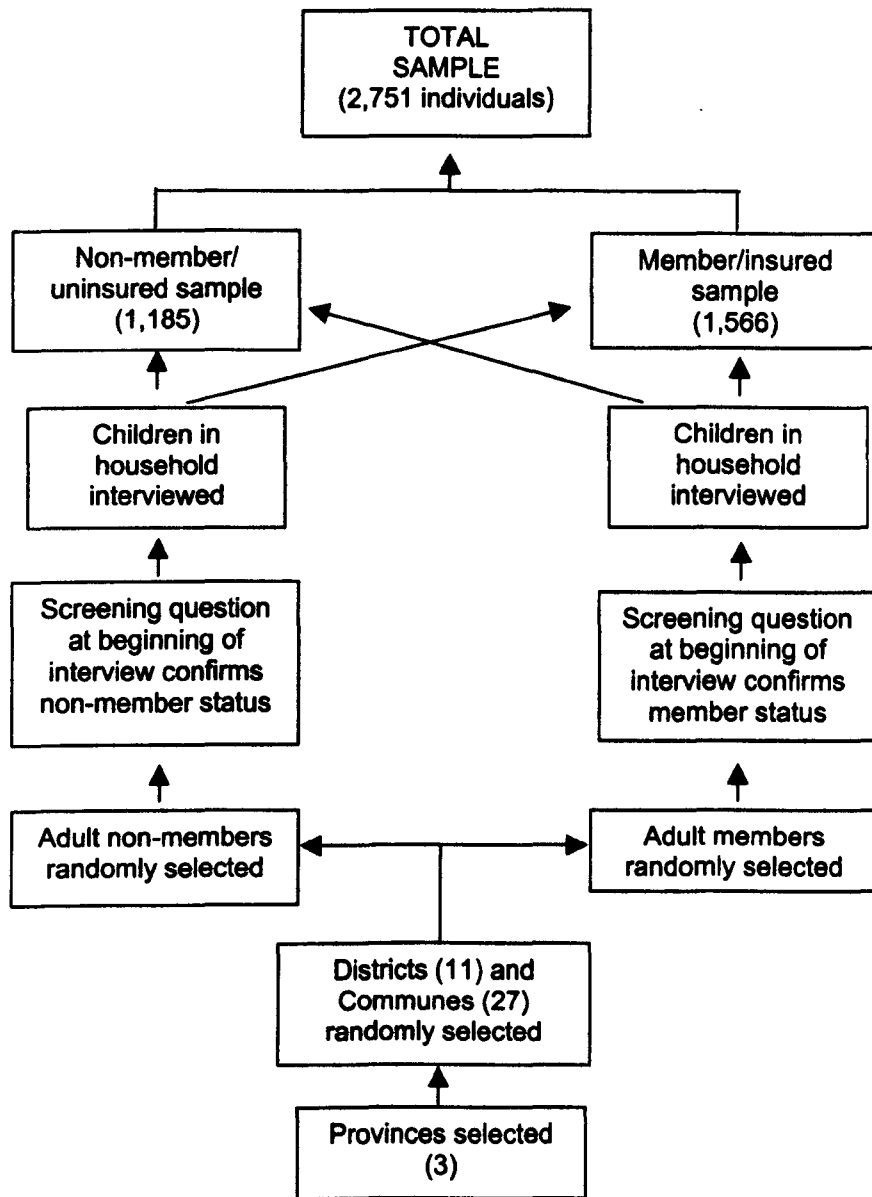 TOTAL
SAMPLE
(2,751 individuals)
Non-member/
uninsured sample
(1,185)
Member/insured
sample
(1,566)
Children in
household
interviewed
Children in
household
interviewed
Screening question
at beginning of
interview confirms
non-member status
Screening question
at beginning of
interview confirms
member status
Adult non-members
randomly selected
Adult members
randomly selected
Districts (11) and
Communes (27)
randomly selected
Provinces selected
(3)